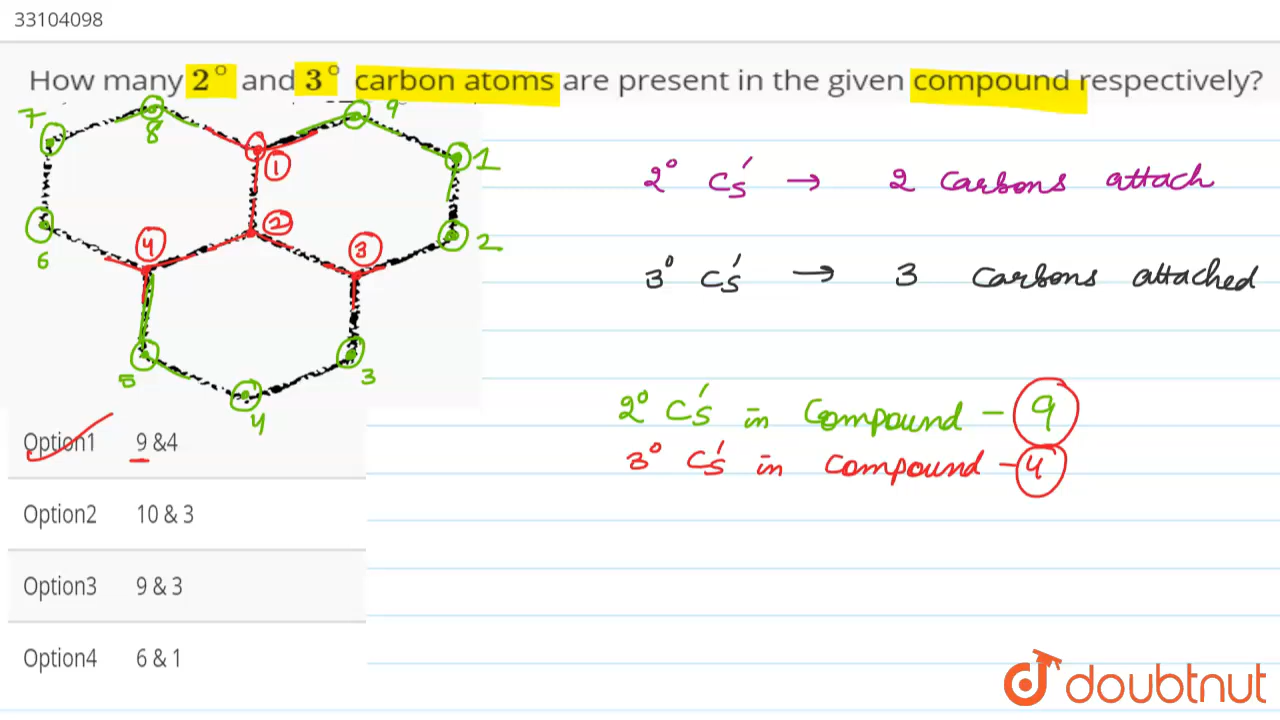 33104098
How many 2° and 3° carbon atoms are present in the given compound respectively?
7
8
9
1
1
2
2
3
4
6
5
3
4
2° C's → 2 carbons attach
3° C's → 3 carbons attached
2° C's in compound - 9
3° C's in compound - 4
Option1 9 &4
Option2 10 & 3
Option3 9 & 3
Option4 6 & 1
doubtnut